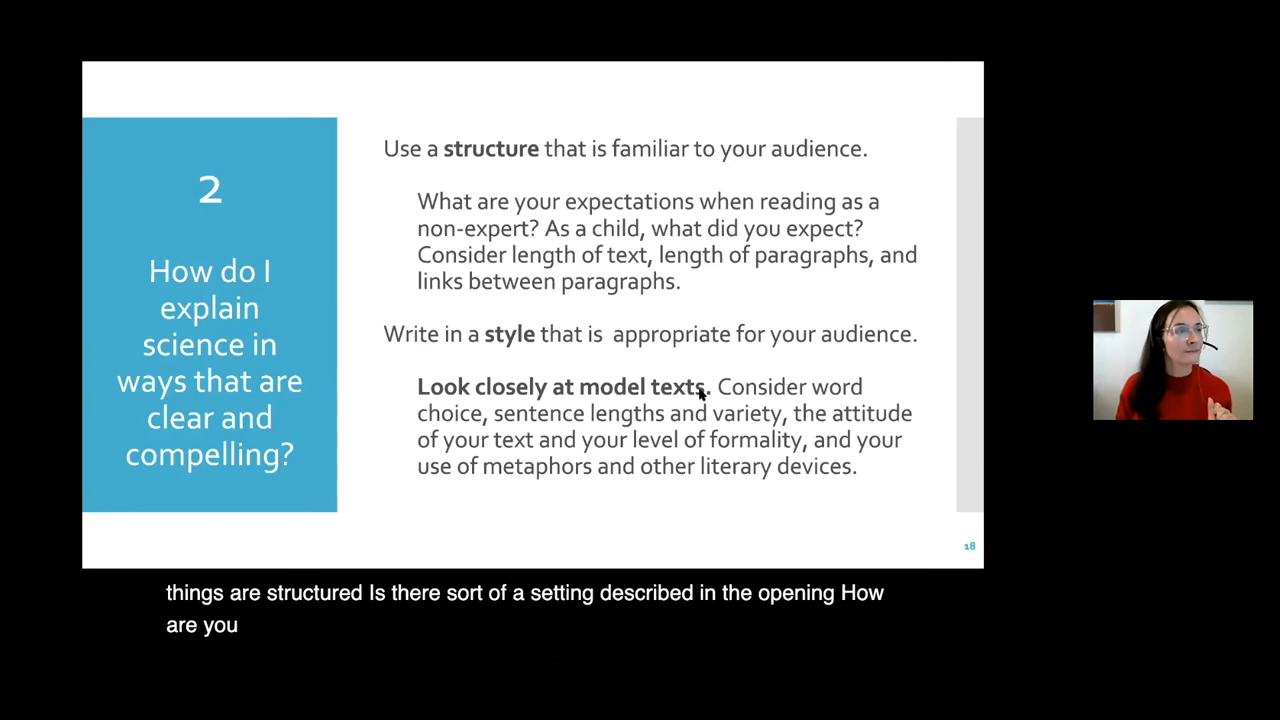 2
How do I
explain
science in
ways that are
clear and
compelling?
Use a structure that is familiar to your audience.
What are your expectations when reading as a
non-expert? As a child, what did you expect?
Consider length of text, length of paragraphs, and
links between paragraphs.
Write in a style that is appropriate for your audience.
Look closely at model texts. Consider word
choice, sentence lengths and variety, the attitude
of your text and your level of formality, and your
use of metaphors and other literary devices.
18
things are structured Is there sort of a setting described in the opening How
are you